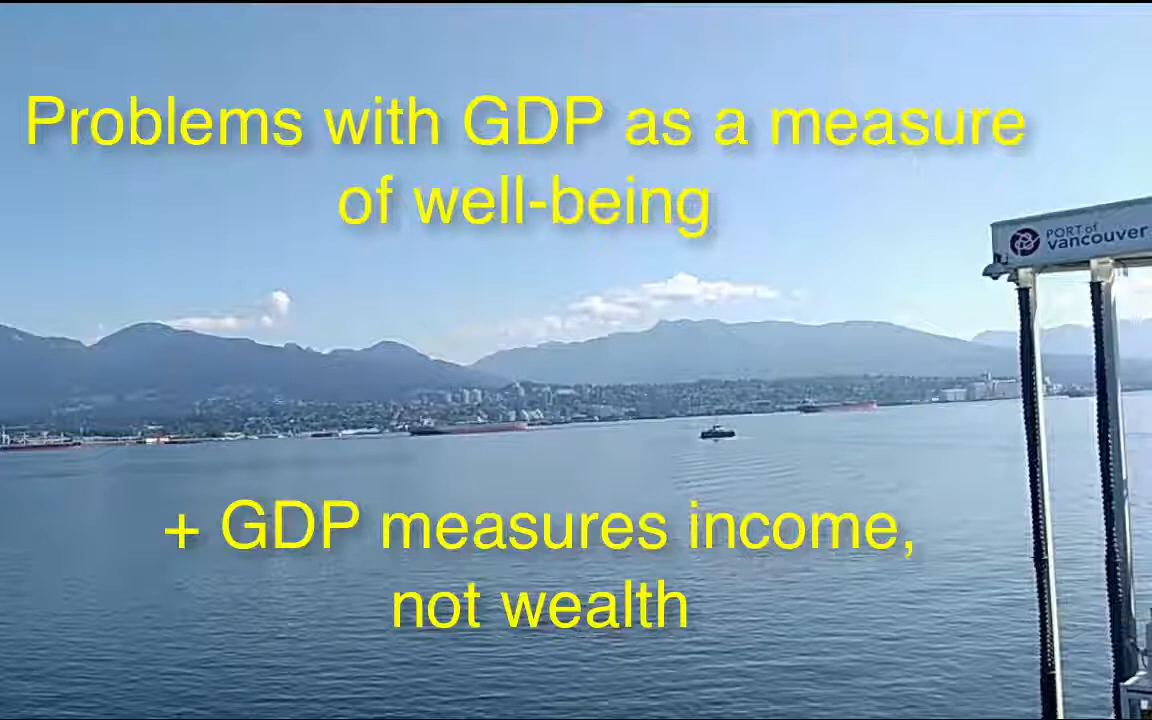 Problems with GDP as a measure
of well-being
PORT of
vancouver
+ GDP measures income,
not wealth